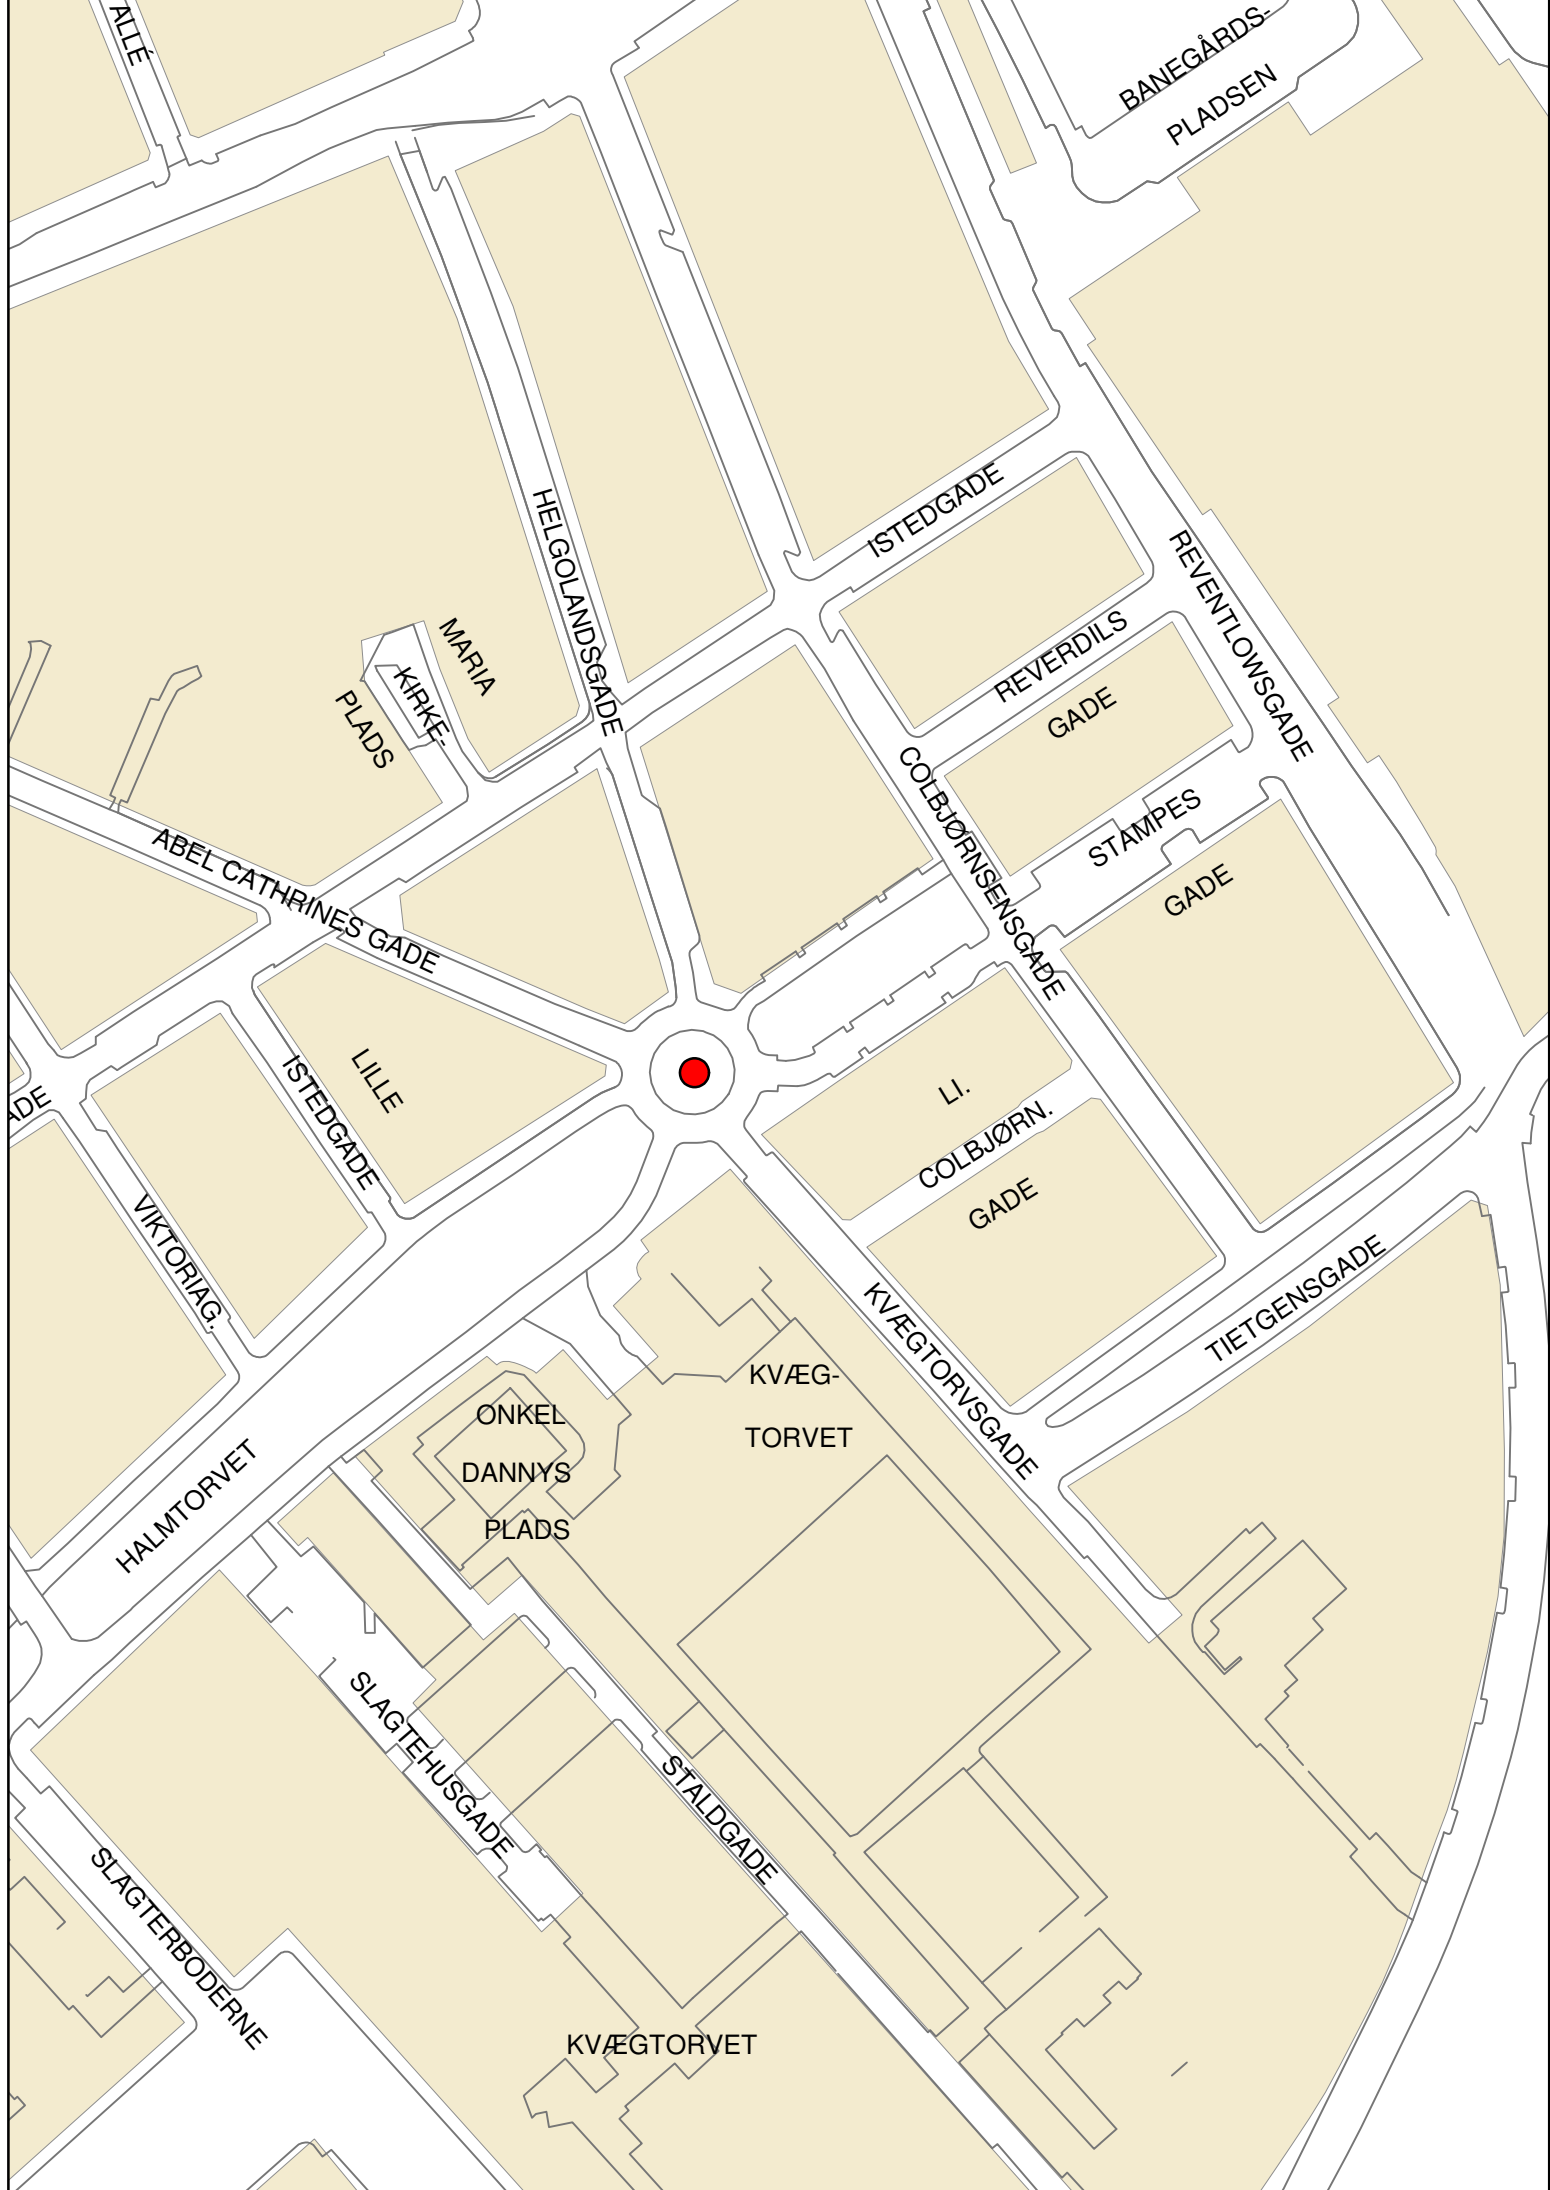 ALLÉ
BANEGÅRDS-
PLADSEN
ISTEDGADE
HELGOLANDSGADE
REVENTLOWSGADE
REVERDILS
GADE
MARIA
KIRKE-
PLADS
COLBJØRNSENSGADE
STAMPES
GADE
ABEL CATHRINES GADE
LILLE
ISTEDGADE
ADE
LI.
COLBJØRN.
GADE
VIKTORIAG.
TIETGENSGADE
KVÆGTORVSGADE
KVÆG-
TORVET
ONKEL
DANNYS
PLADS
HALMTORVET
SLAGTEHUSGADE
STALDGADE
SLAGTERBODERNE
KVÆGTORVET